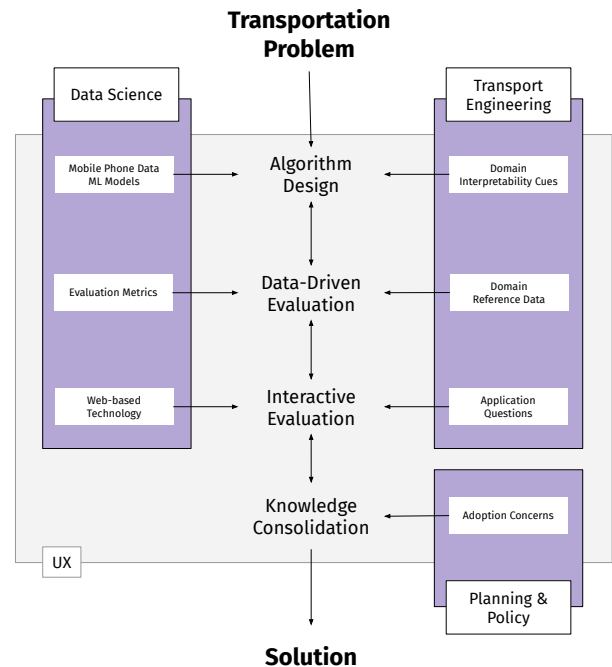 Transportation
Problem
Data Science
Transport
Engineering
Mobile Phone Data
ML Models
Algorithm
Design
Domain
Interpretability Cues
Evaluation Metrics
Data-Driven
Evaluation
Domain
Reference Data
Web-based
Technology
Interactive
Evaluation
Application
Questions
Knowledge
Consolidation
Adoption Concerns
UX
Planning &
Policy
Solution